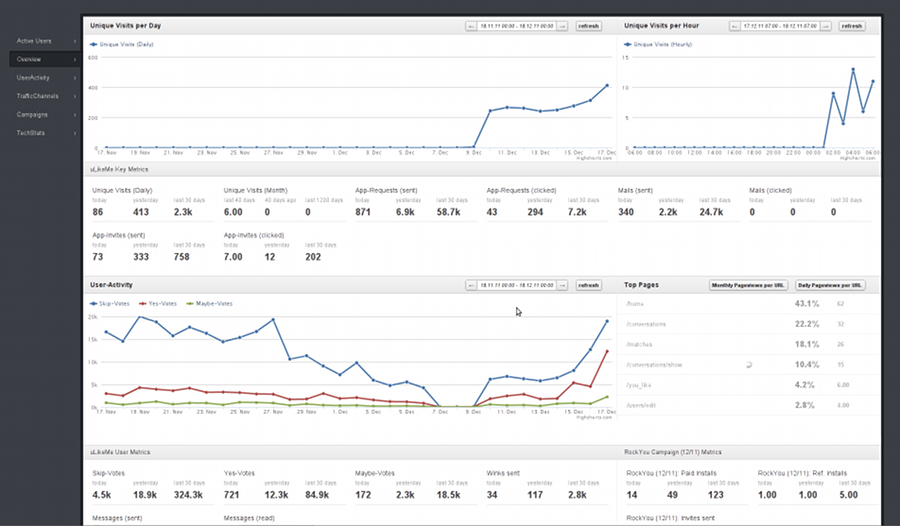 Unique Visits per Day
18.11.11 00:00 - 18.12.11 00:00
refresh
Unique Visits per Hour
17.12.11 07:00 - 18.12.11 07:00
refresh
Active Users
Overview
UserActivity
TrafficChannels
Campaigns
TechStats
Unique Visits (Daily)
600
400
200
0
17. Nov 19. Nov 21. Nov 23. Nov 25. Nov 27. Nov 29. Nov 1. Dec 3. Dec 5. Dec 7. Dec 9. Dec 11. Dec 13. Dec 15. Dec 17. Dec
Highcharts.com
Unique Visits (Hourly)
15
10
5
0
06:00 08:00 10:00 12:00 14:00 16:00 18:00 20:00 22:00 00:00 02:00 04:00 06:00
Highcharts.com
uLikeMe Key Metrics
Unique Visits (Daily) Unique Visits (Month) App-Requests (sent) App-Requests (clicked) Mails (sent) Mails (clicked)
today yesterday last 30 days last 40 days 40 days ago last 1200 days today yesterday last 30 days today yesterday last 30 days today yesterday last 30 days today yesterday last 30 days
86 413 2.3k 6.00 0 0 871 6.9k 58.7k 43 294 7.2k 340 2.2k 24.7k 0 0 0
App-Invites (sent) App-Invites (clicked)
today yesterday last 30 days today yesterday last 30 days
73 333 758 7.00 12 202
User-Activity
18.11.11 00:00 - 18.12.11 00:00
refresh
Top Pages
Monthly Pageviews per URL
Daily Pageviews per URL
Skip-Votes Yes-Votes Maybe-Votes
20k
15k
10k
5k
0k
17. Nov 19. Nov 21. Nov 23. Nov 25. Nov 27. Nov 29. Nov 1. Dec 3. Dec 5. Dec 7. Dec 9. Dec 11. Dec 13. Dec 15. Dec 17. Dec
Highcharts.com
/home 43.1% 62
/conversations 22.2% 32
/matches 18.1% 26
/conversations/show 10.4% 15
/you_like 4.2% 6.00
/users/edit 2.8% 4.00
uLikeMe User Metrics
RockYou Campaign (12/11) Metrics
Skip-Votes Yes-Votes Maybe-Votes Winks sent RockYou (12/11): Paid Installs RockYou (12/11): Ref. Installs
today yesterday last 30 days today yesterday last 30 days today yesterday last 30 days today yesterday last 30 days today yesterday last 30 days today yesterday last 30 days
4.5k 18.9k 324.3k 721 12.3k 84.9k 172 2.3k 18.5k 34 117 2.8k 14 49 123 1.00 1.00 5.00
Messages (sent) Messages (read) RockYou (12/11): Invites sent